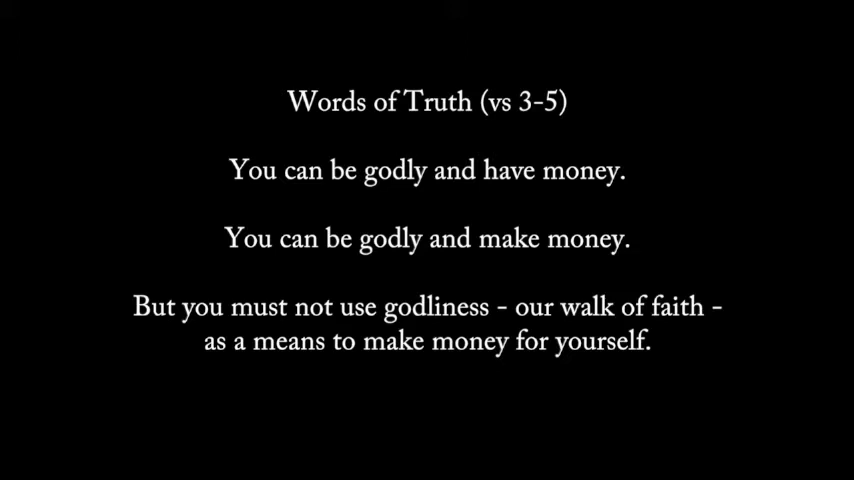 Words of Truth (vs 3-5)
You can be godly and have money.
You can be godly and make money.
But you must not use godliness - our walk of faith -
as a means to make money for yourself.